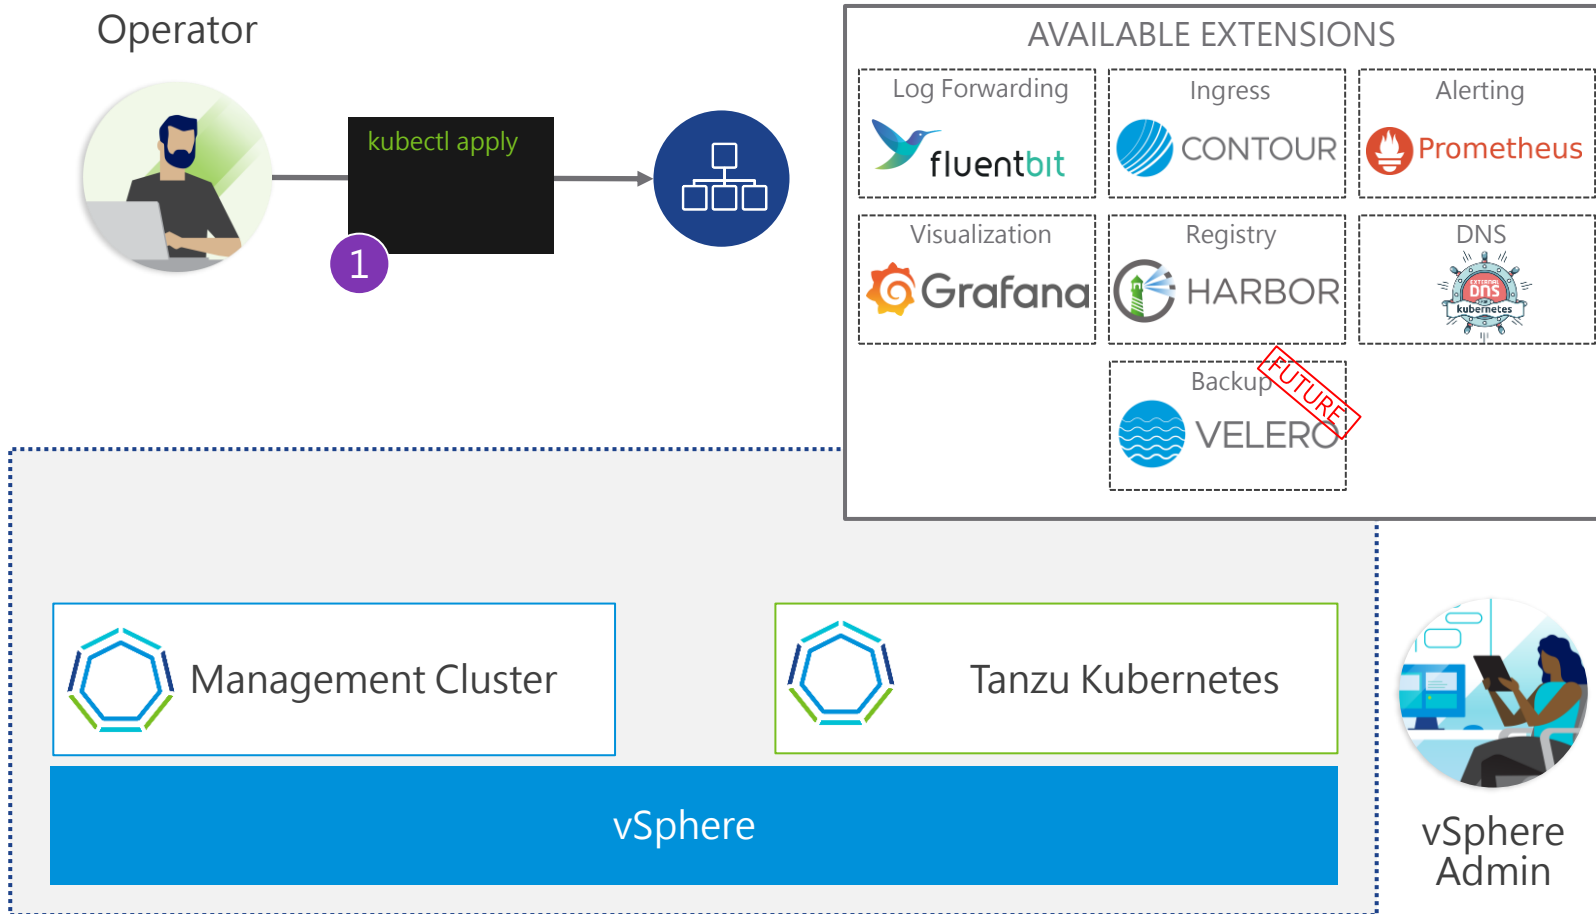 Operator
kubectl apply
1
AVAILABLE EXTENSIONS
Log Forwarding
fluentbit
Ingress
CONTOUR
Alerting
Prometheus
Visualization
Grafana
Registry
HARBOR
DNS
EXTERNAL
DNS
kubernetes
Backup
FUTURE
VELERO
Management Cluster
Tanzu Kubernetes
vSphere
vSphere
Admin